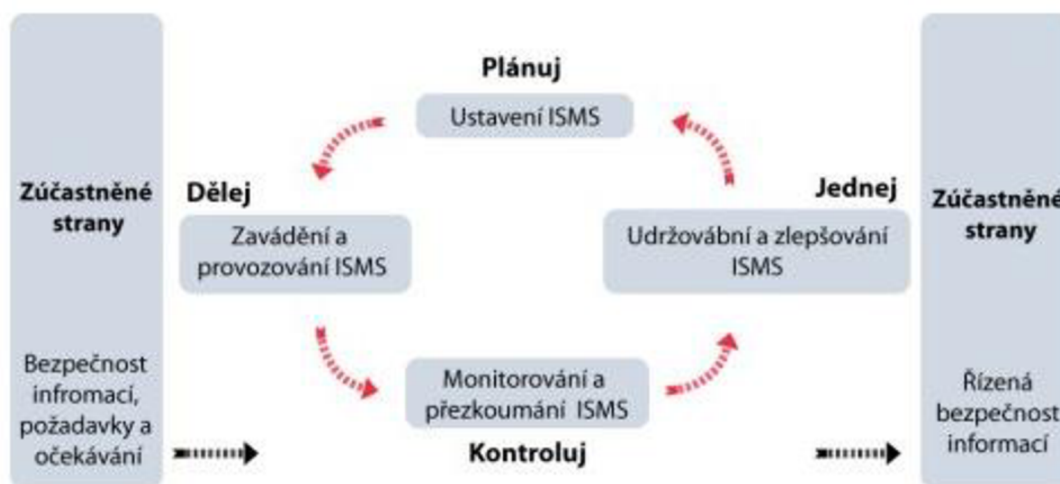 Plánuj
Ustavení ISMS
Zúčastněné
strany
Dělej
Zavádění a
provozování ISMS
Jednej
Udržovábní a zlepšování
ISMS
Zúčastněné
strany
Bezpečnost
infromací,
požadavky a
očekávání
Monitorování a
přezkoumání ISMS
Kontroluj
Řízená
bezpečnost
informací